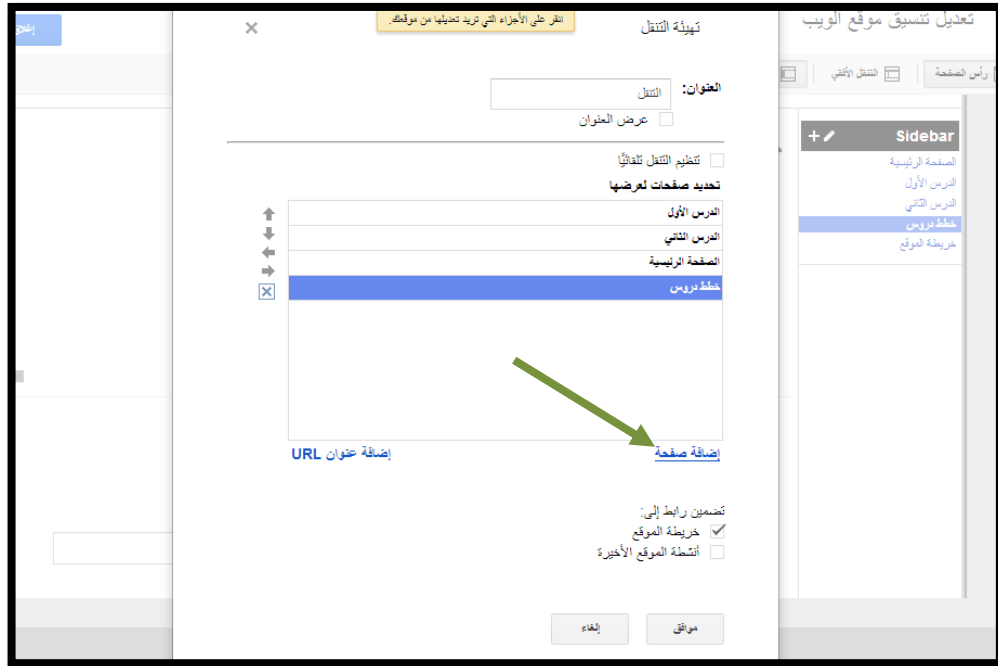 تعديل تنسيق موقع الويب
انقر على الأجزاء التي تريد تعديلها من موقعك.
تهيئة التنقل
رأس الصفحة
التنقل الأفقي
العنوان:
التنقل
عرض العنوان
تنظيم التنقل تلقائيًا
تحديد صفحات لعرضها
الدرس الأول
الدرس الثاني
الصفحة الرئيسية
خطط دروس
إضافة صفحة
إضافة عنوان URL
تضمين رابط إلى:
خريطة الموقع
أنشطة الموقع الأخيرة
موافق
إلغاء
Sidebar
الصفحة الرئيسية
الدرس الأول
الدرس الثاني
خطط دروس
خريطة الموقع